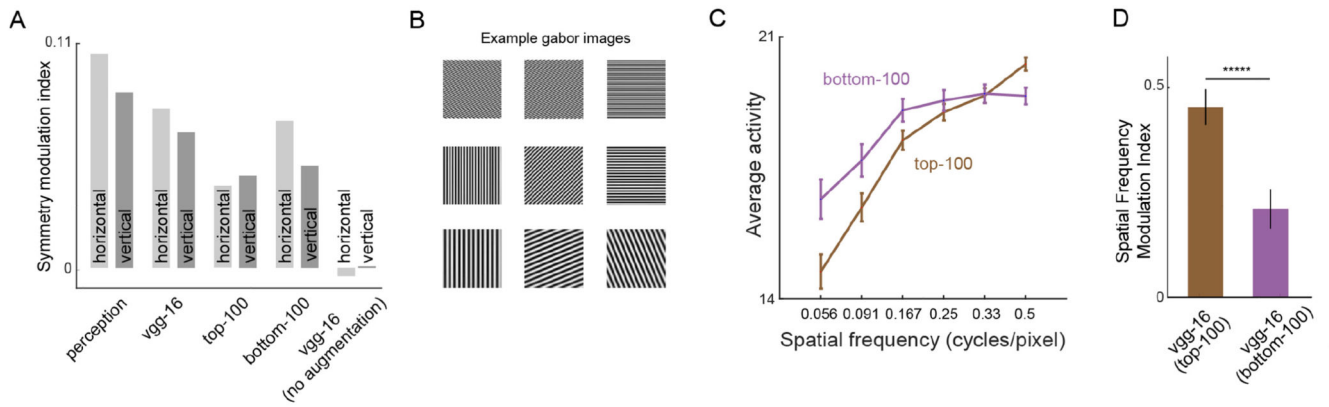 A
Symmetry modulation index
0.11
0
horizontal
vertical
horizontal
vertical
horizontal
vertical
horizontal
vertical
horizontal
vertical
perception
vgg-16
top-100
bottom-100
vgg-16
(no augmentation)
B
Example gabor images
C
Average activity
21
14
bottom-100
top-100
0.056 0.091 0.167 0.25 0.33 0.5
Spatial frequency (cycles/pixel)
D
Spatial Frequency
Modulation Index
0.5
0
*****
vgg-16
(top-100)
vgg-16
(bottom-100)